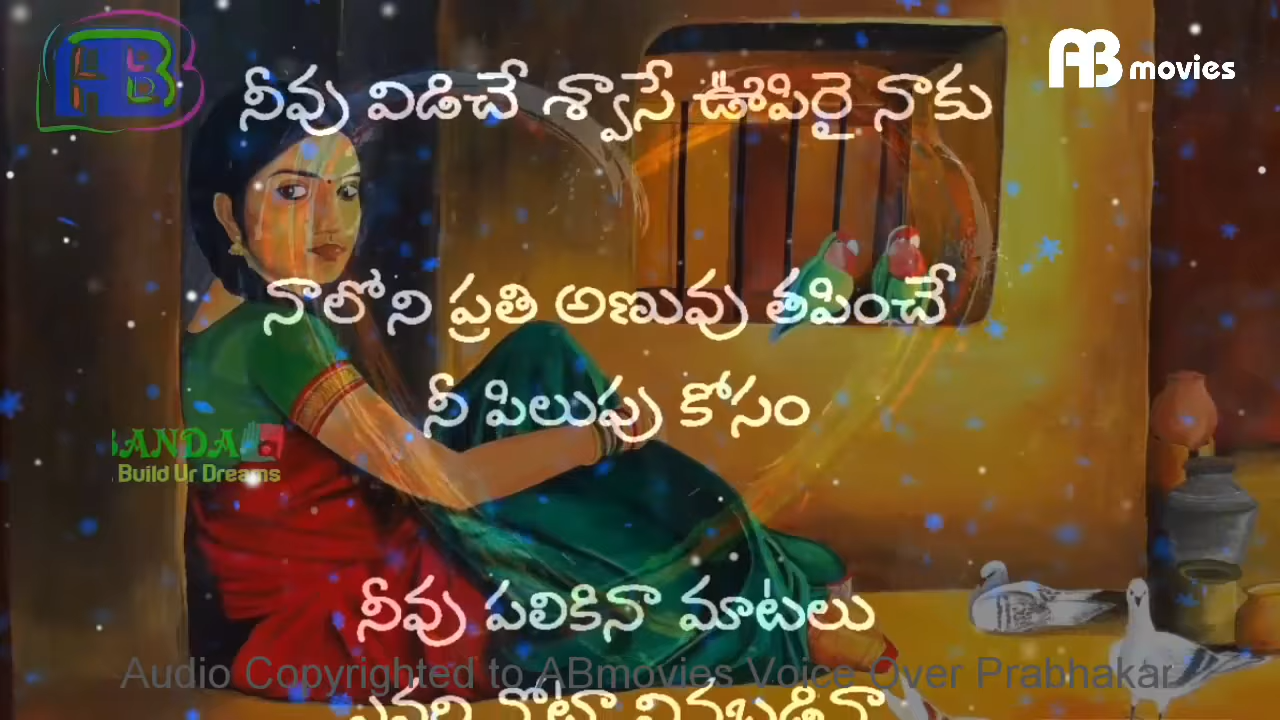 AB
AB movies
నీవు విడిచే శ్వాసే ఊపిరై నాకు
నాలోని ప్రతి అణువు తపించే
నీ పిలుపు కోసం
BANDA
Build Ur Dreams
నీవు పలికినా మాటలు
Audio Copyrighted to ABmovies Voice Over Prabhakar